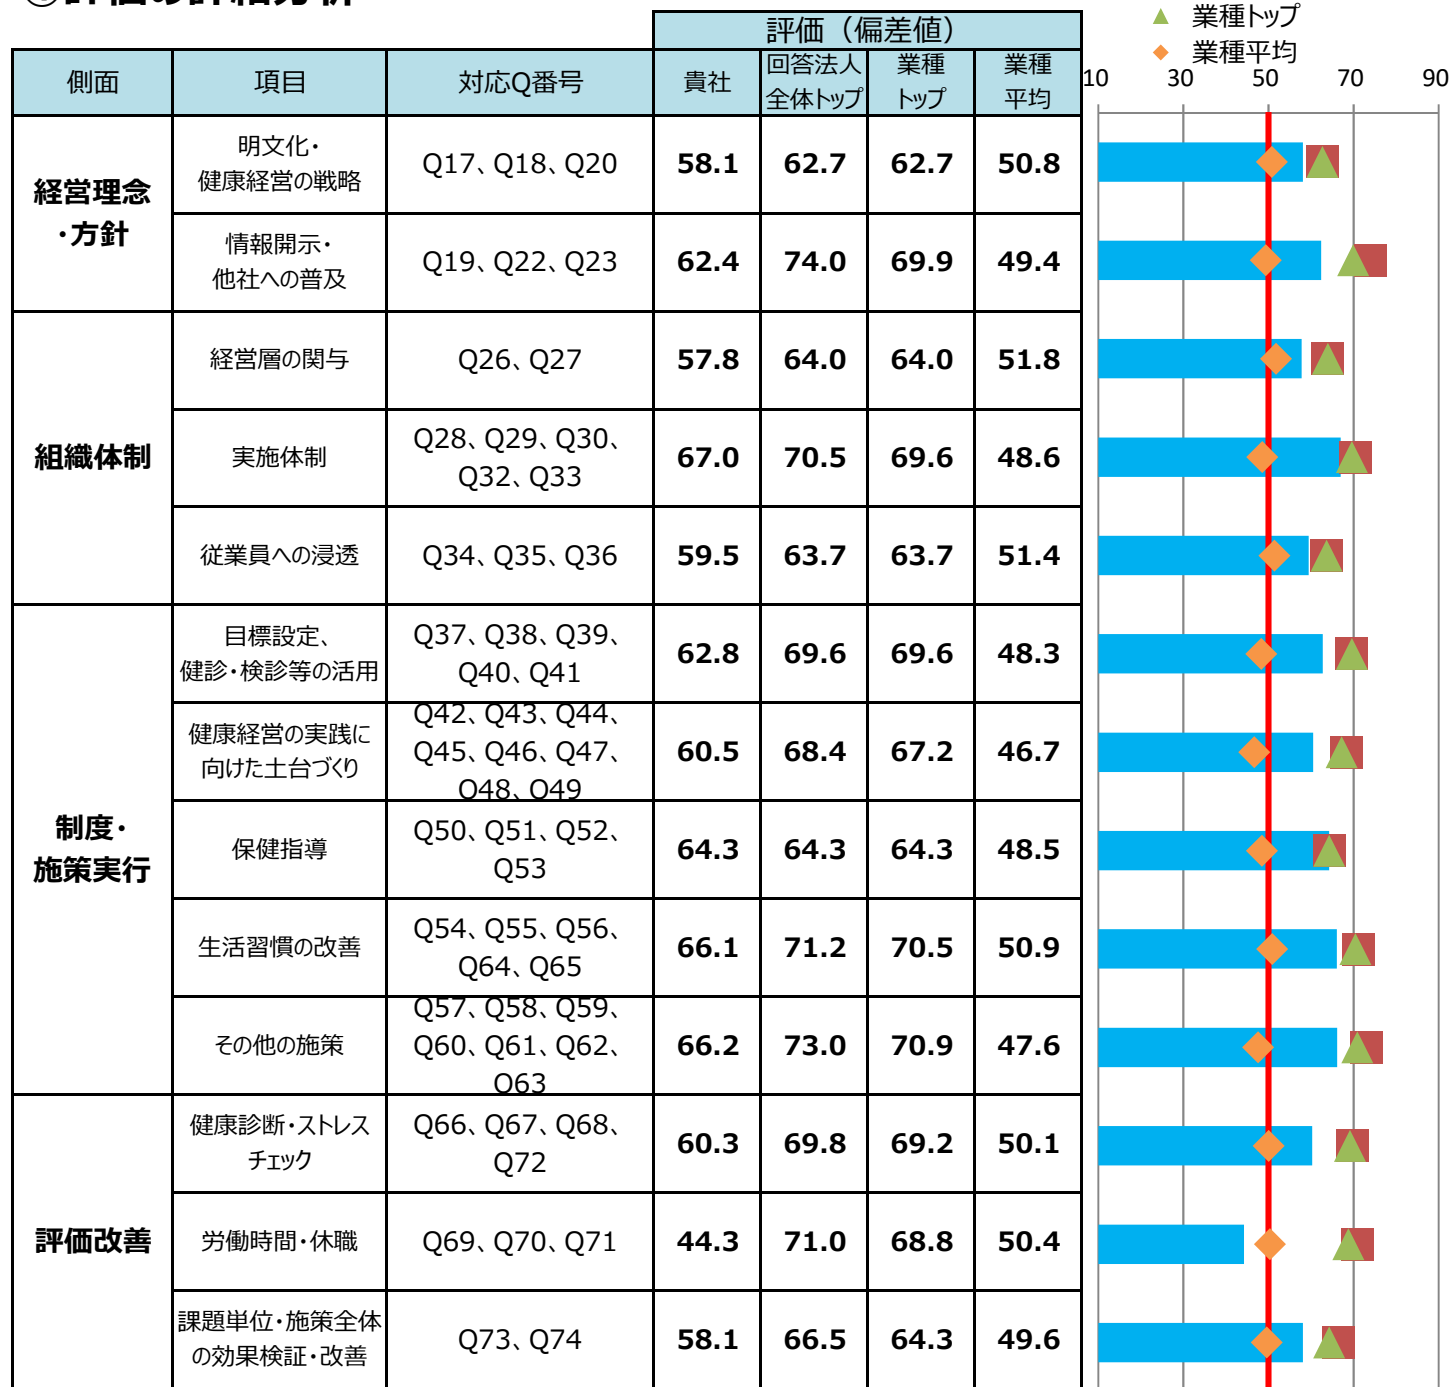 ①評価の詳細分析
▲ 業種トップ
◆ 業種平均
10 30 50 70 90
評価（偏差値）
側面 項目 対応Q番号 貴社 回答法人全体トップ 業種トップ 業種平均
経営理念・方針
明文化・
健康経営の戦略
Q17、Q18、Q20 58.1 62.7 62.7 50.8
情報開示・
他社への普及
Q19、Q22、Q23 62.4 74.0 69.9 49.4
組織体制
経営層の関与 Q26、Q27 57.8 64.0 64.0 51.8
実施体制
Q28、Q29、Q30、
Q32、Q33
67.0 70.5 69.6 48.6
従業員への浸透 Q34、Q35、Q36 59.5 63.7 63.7 51.4
制度・
施策実行
目標設定、
健診・検診等の活用
Q37、Q38、Q39、
Q40、Q41
62.8 69.6 69.6 48.3
健康経営の実践に
向けた土台づくり
Q42、Q43、Q44、
Q45、Q46、Q47、
Q48、Q49
60.5 68.4 67.2 46.7
保健指導
Q50、Q51、Q52、
Q53
64.3 64.3 64.3 48.5
生活習慣の改善
Q54、Q55、Q56、
Q64、Q65
66.1 71.2 70.5 50.9
その他の施策
Q57、Q58、Q59、
Q60、Q61、Q62、
Q63
66.2 73.0 70.9 47.6
評価改善
健康診断・ストレス
チェック
Q66、Q67、Q68、
Q72
60.3 69.8 69.2 50.1
労働時間・休職 Q69、Q70、Q71 44.3 71.0 68.8 50.4
課題単位・施策全体
の効果検証・改善
Q73、Q74 58.1 66.5 64.3 49.6